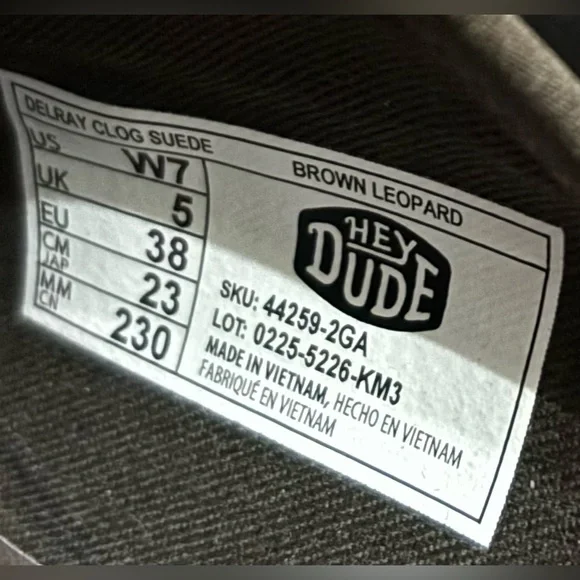 DELRAY CLOG SUEDE BROWN LEOPARD
US W7
UK 5
EU 38
CM JAP 23
MM CN 230
HEY
DUDE
SKU: 44259-2GA
LOT: 0225-5226-KM3
MADE IN VIETNAM, HECHO EN VIETNAM
FABRIQUÉ EN VIETNAM